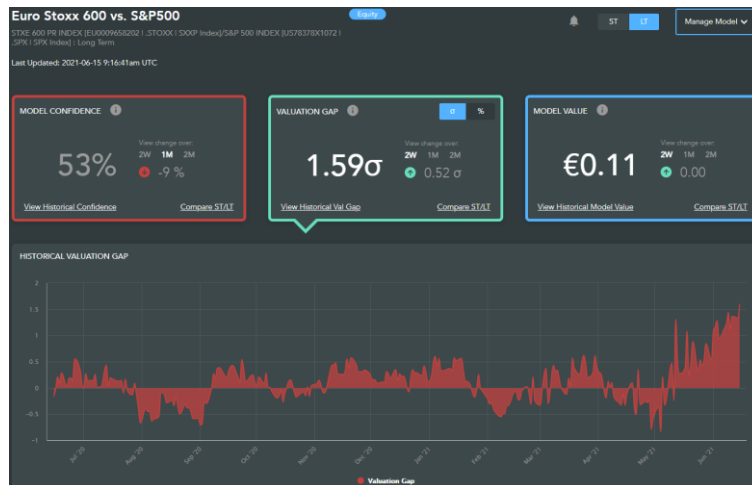 Euro Stoxx 600 vs. S&P500
Equity
ST LT
Manage Model
STXE 600 PR INDEX [EU0009658202 | .STOXX | SXXP Index]/S&P 500 INDEX [US78378X1072 |
.SPX | SPX Index] : Long Term
Last Updated: 2021-06-15 9:16:41am UTC
MODEL CONFIDENCE
53%
View change over:
2W 1M 2M
-9 %
View Historical Confidence
Compare ST/LT
VALUATION GAP
σ %
1.59σ
View change over:
2W 1M 2M
0.52 σ
View Historical Val Gap
Compare ST/LT
MODEL VALUE
€0.11
View change over:
2W 1M 2M
0.00
View Historical Model Value
Compare ST/LT
HISTORICAL VALUATION GAP
2
1.5
1
0.5
0
-0.5
-1
Jul '20
Aug '20
Sep '20
Oct '20
Nov '20
Dec '20
Jan '21
Feb '21
Mar '21
Apr '21
May '21
Jun '21
Valuation Gap